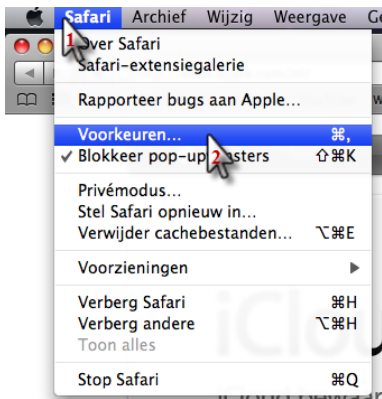 Safari Archief Wijzig Weergave
1
Over Safari
Safari-extensiegalerie
Rapporteer bugs aan Apple...
Voorkeuren... ⌘,
2
Blokkeer pop-up ⇧⌘K
Privémodus...
Stel Safari opnieuw in...
Verwijder cachebestanden... ⌥⌘E
Voorzieningen
Verberg Safari ⌘H
Verberg andere ⌥⌘H
Toon alles
Stop Safari ⌘Q
iCloud